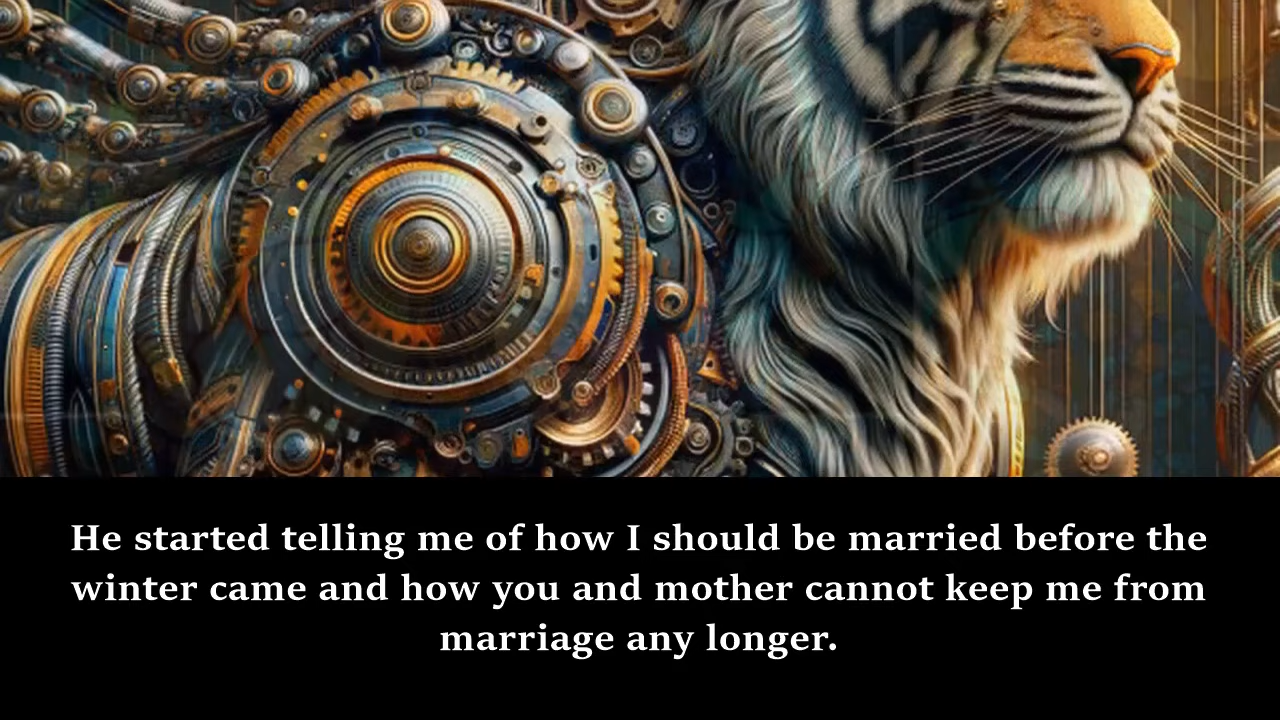 He started telling me of how I should be married before the
winter came and how you and mother cannot keep me from
marriage any longer.